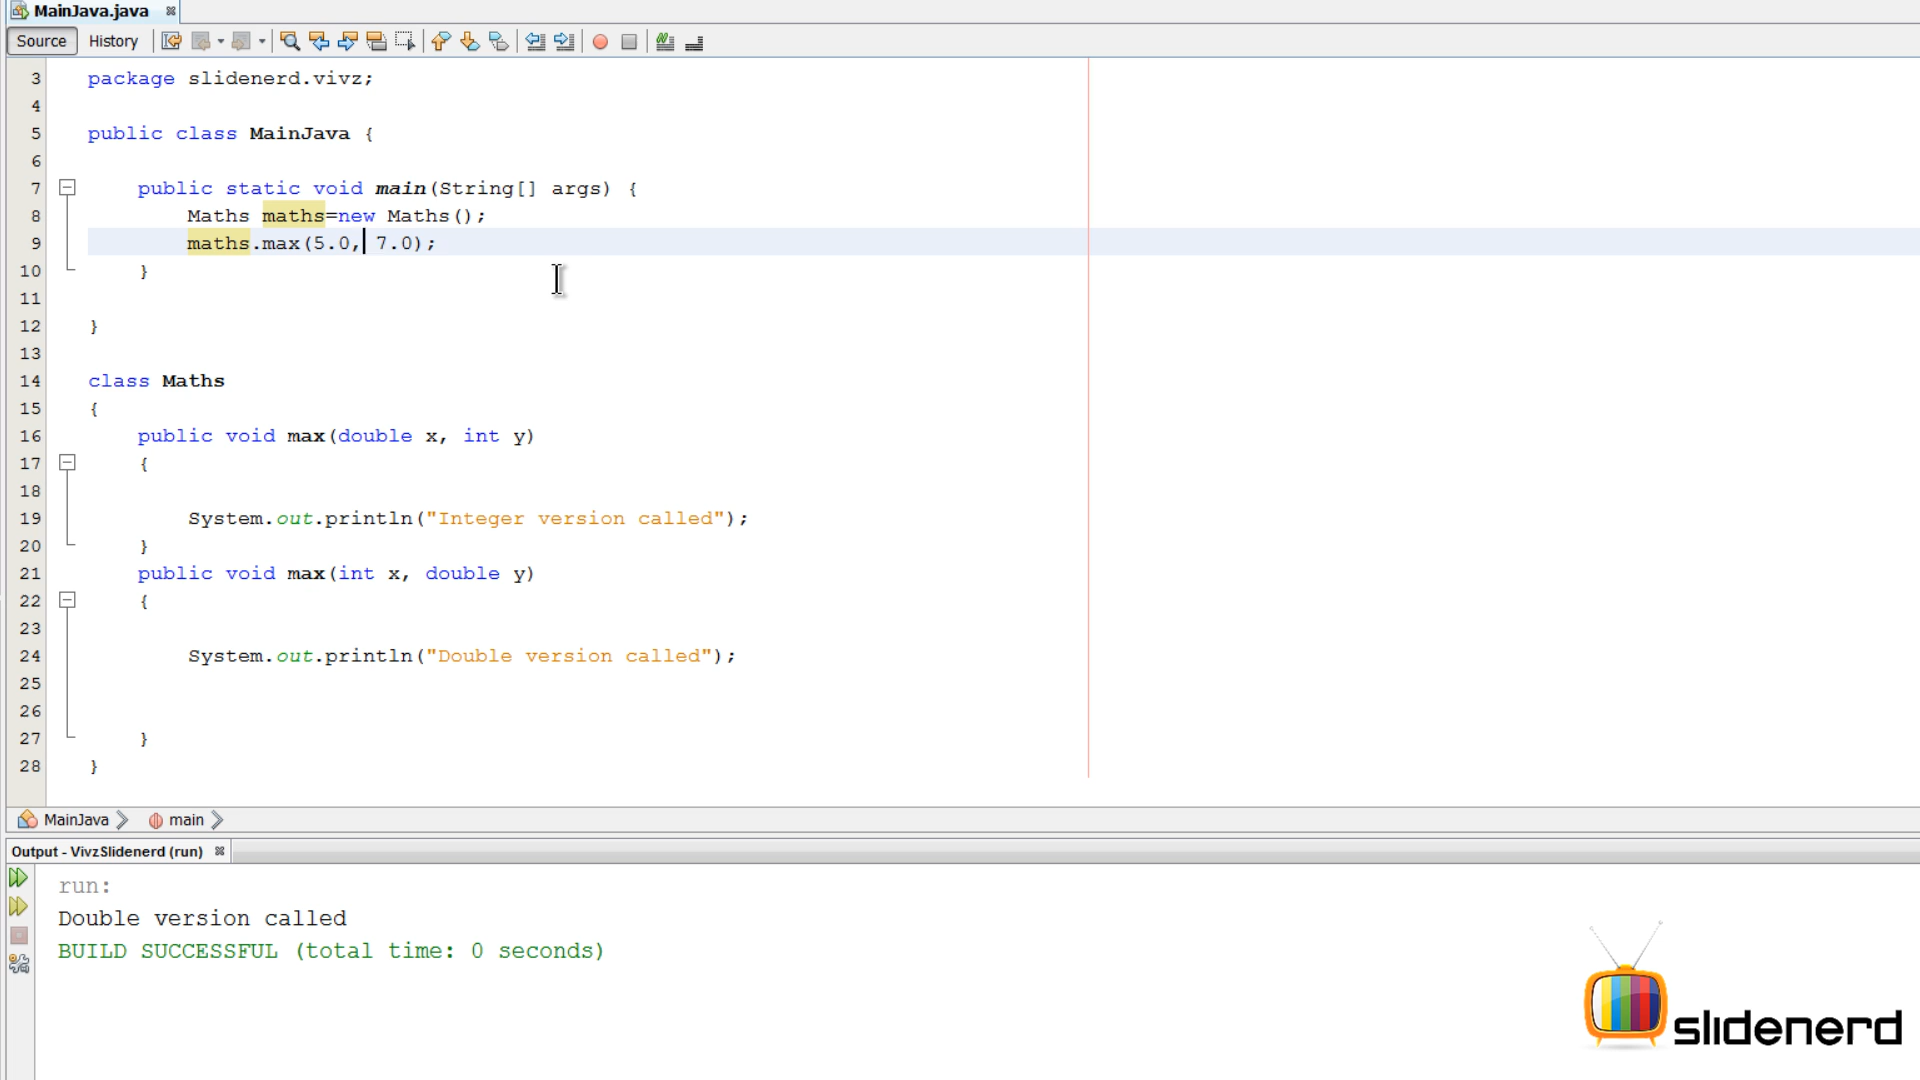 MainJava.java
Source History
3 package slidenerd.vivz;
4
5 public class MainJava {
6
7 public static void main(String[] args) {
8 Maths maths=new Maths();
9 maths.max(5.0, 7.0);
10 }
11
12 }
13
14 class Maths
15 {
16 public void max(double x, int y)
17 {
18
19 System.out.println("Integer version called");
20 }
21 public void max(int x, double y)
22 {
23
24 System.out.println("Double version called");
25
26
27 }
28 }
MainJava main
Output - VivzSlidenerd (run)
run:
Double version called
BUILD SUCCESSFUL (total time: 0 seconds)
slidenerd